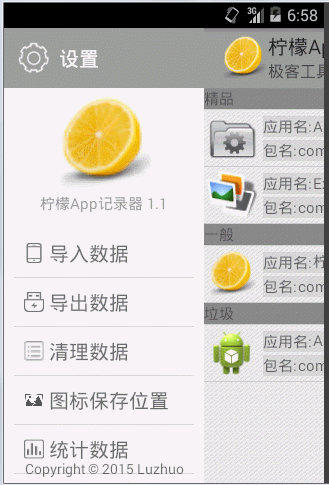 3G 6:58
设置
柠檬App记录器 1.1
导入数据
导出数据
清理数据
图标保存位置
统计数据
Copyright © 2015 Luzhuo
柠檬A
极客工具
精品
应用名:A
包名:com
应用名:E
包名:com
一般
应用名:柠
包名:com
垃圾
应用名:A
包名:com